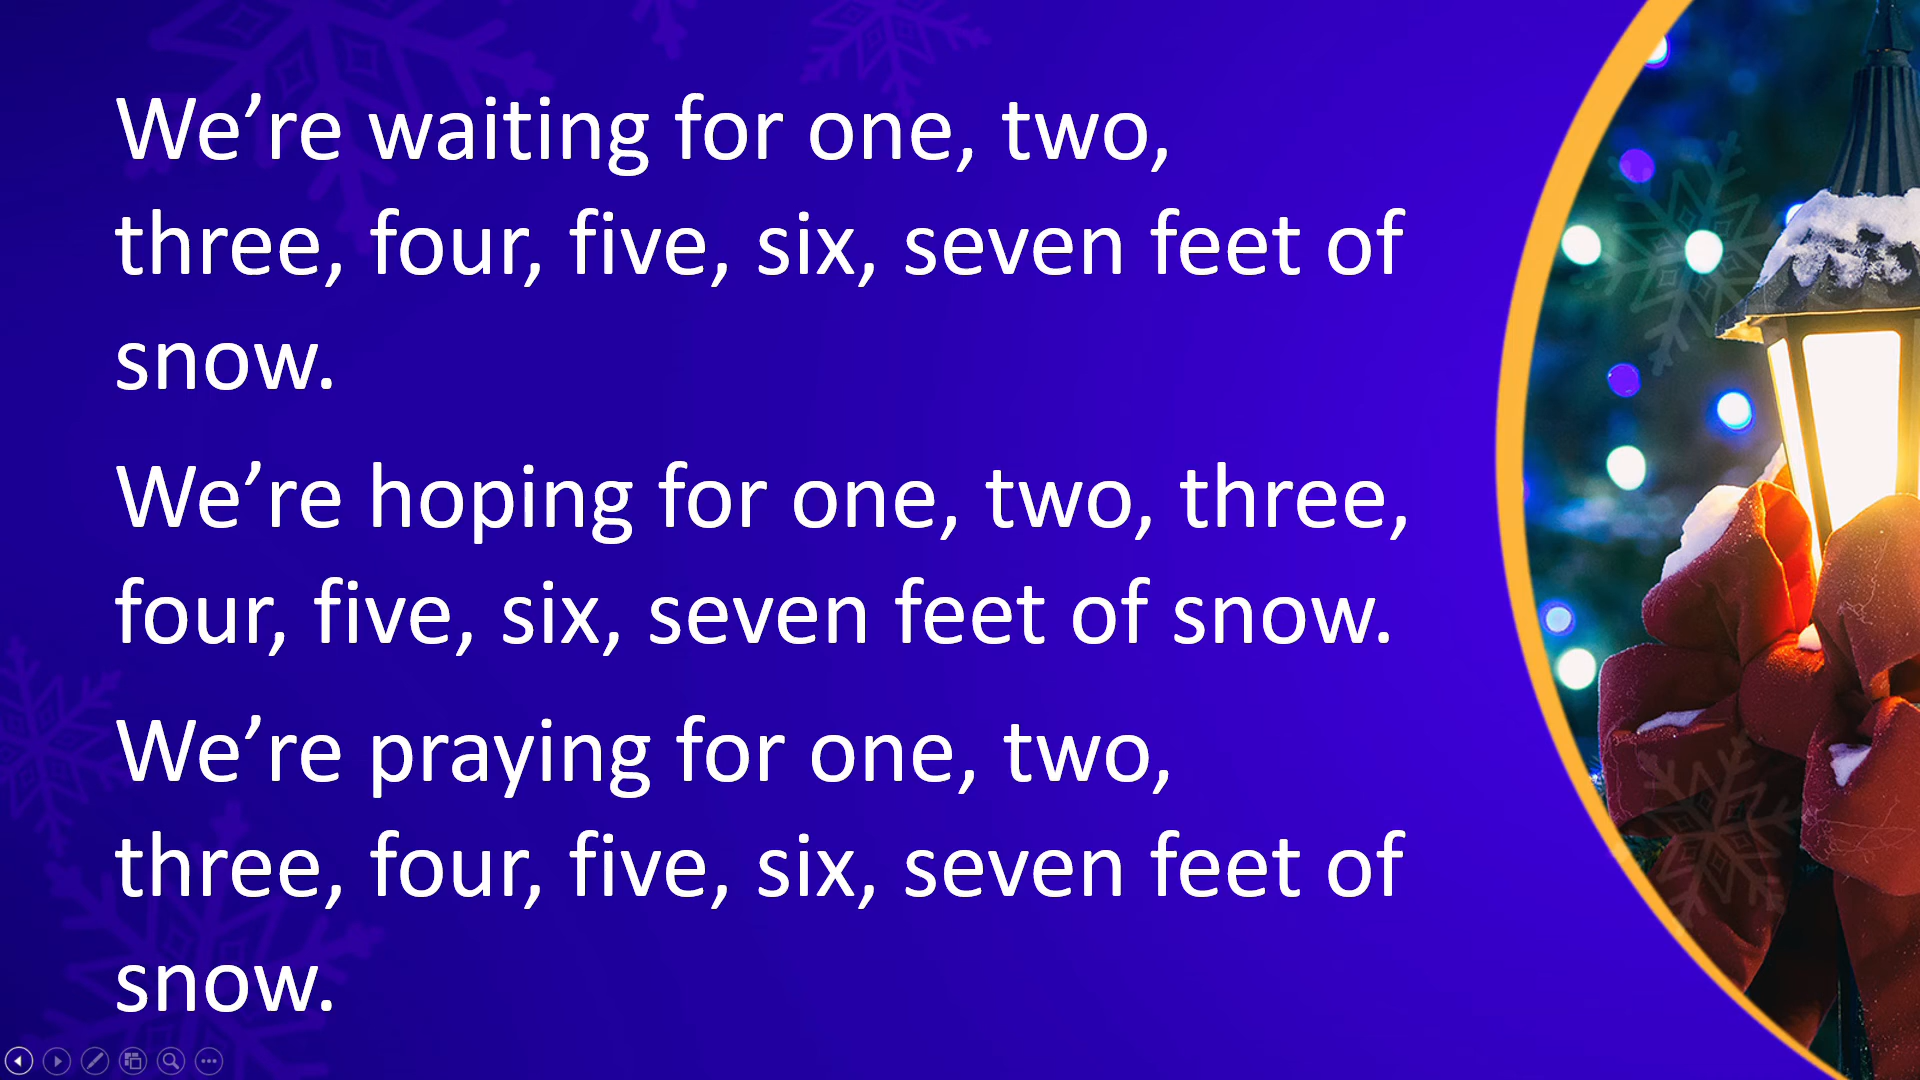 We’re waiting for one, two,
three, four, five, six, seven feet of
snow.
We’re hoping for one, two, three,
four, five, six, seven feet of snow.
We’re praying for one, two,
three, four, five, six, seven feet of
snow.